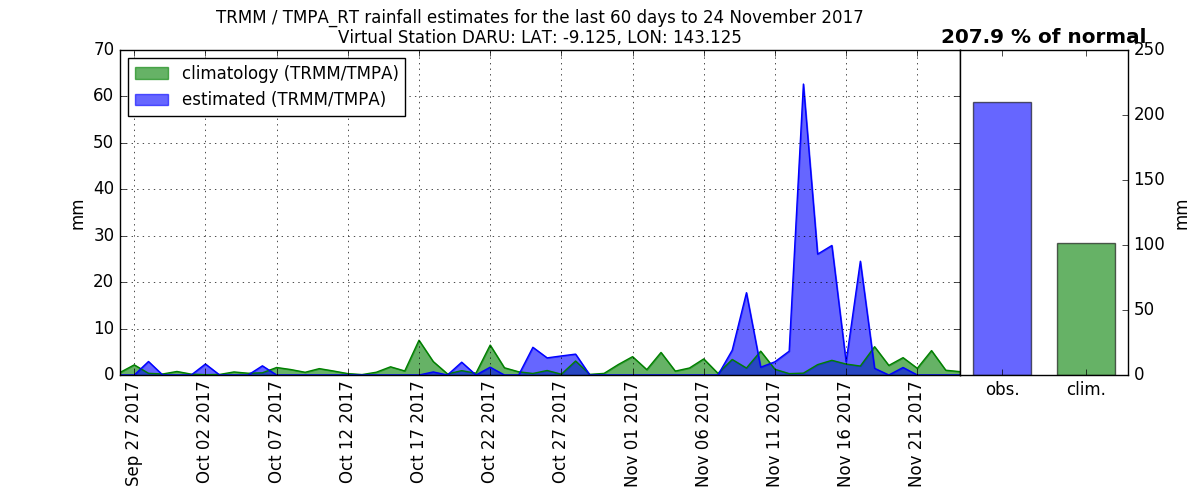 TRMM / TMPA_RT rainfall estimates for the last 60 days to 24 November 2017
Virtual Station DARU: LAT: -9.125, LON: 143.125
207.9 % of normal
climatology (TRMM/TMPA)
estimated (TRMM/TMPA)
70
60
50
40
30
20
10
0
mm
Sep 27 2017
Oct 02 2017
Oct 07 2017
Oct 12 2017
Oct 17 2017
Oct 22 2017
Oct 27 2017
Nov 01 2017
Nov 06 2017
Nov 11 2017
Nov 16 2017
Nov 21 2017
obs.
clim.
250
200
150
100
50
0
mm